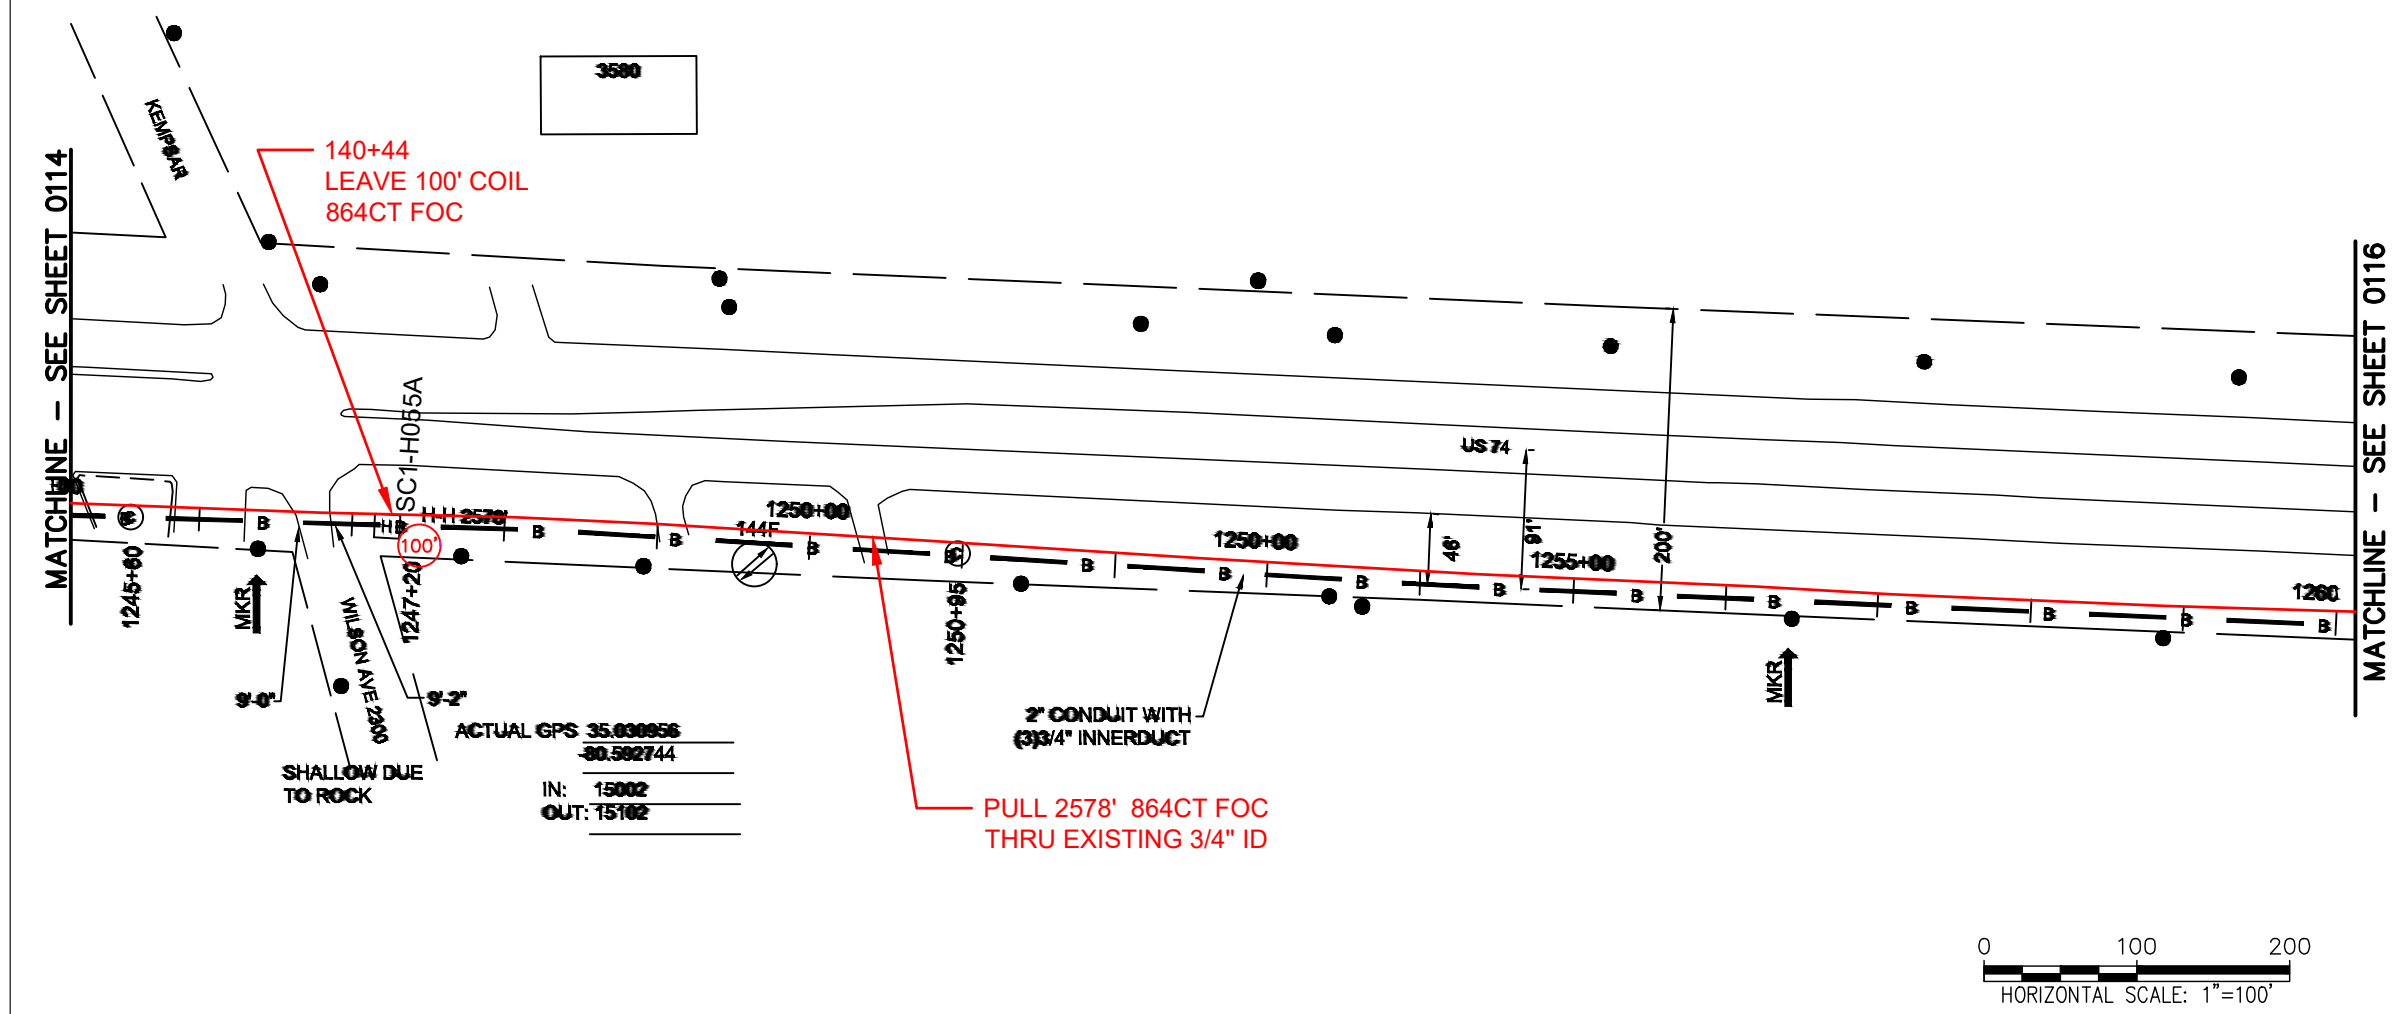 3580
KEMPBAR
140+44
LEAVE 100' COIL
864CT FOC
MATCHLINE - SEE SHEET 0114
MATCHLINE - SEE SHEET 0116
SC1-H055A
US 74
+00
C
B
HB
H-H 2578'
B
B
144F
1250+00
B
B
C
B
1250+00
B
B
46'
91'
1255+00
200'
B
B
B
B
B
B
B
1260
100'
1245+60
MKR
1247+20
1250+95
MKR
WILSON AVE 2300
9'-0"
9'-2"
ACTUAL GPS 35.030956
-80.592744
2" CONDUIT WITH
(3)3/4" INNERDUCT
SHALLOW DUE
TO ROCK
IN: 15002
OUT: 15102
PULL 2578' 864CT FOC
THRU EXISTING 3/4" ID
0 100 200
HORIZONTAL SCALE: 1"=100'